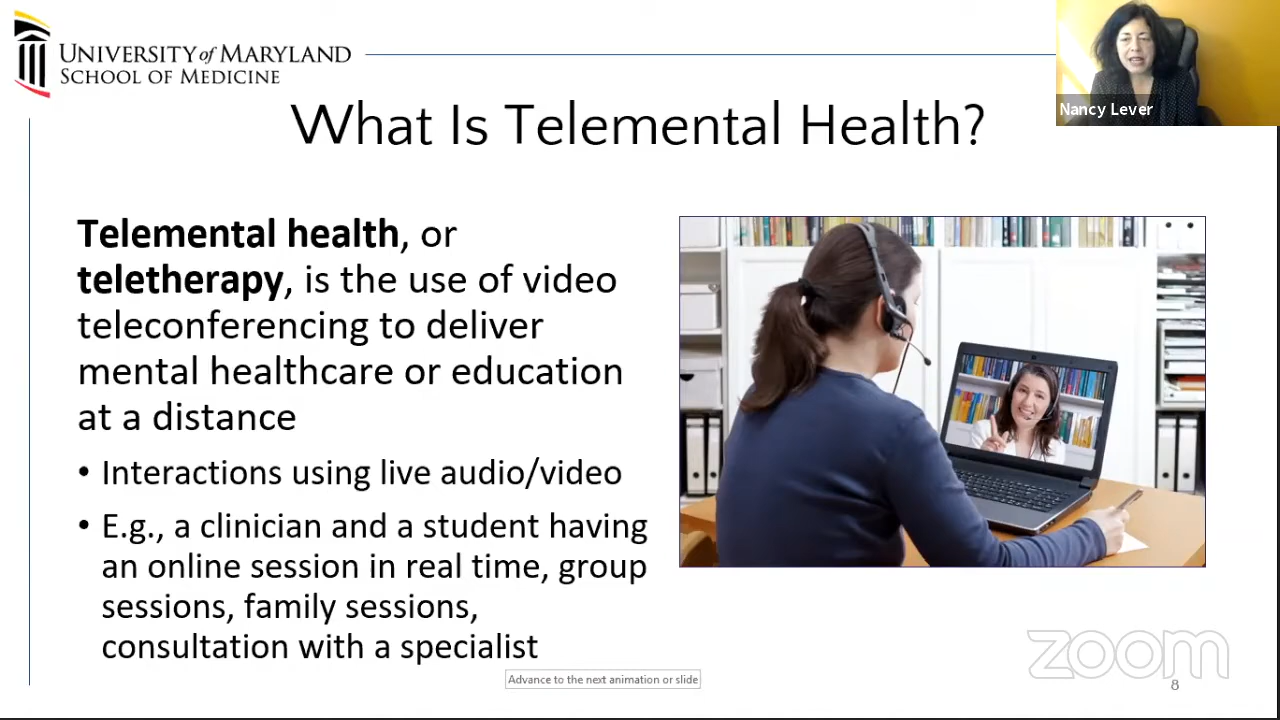 UNIVERSITY of MARYLAND
SCHOOL OF MEDICINE
Nancy Lever
What Is Telemental Health?
Telemental health, or
teletherapy, is the use of video
teleconferencing to deliver
mental healthcare or education
at a distance
• Interactions using live audio/video
• E.g., a clinician and a student having
an online session in real time, group
sessions, family sessions,
consultation with a specialist
Advance to the next animation or slide
zoom
8